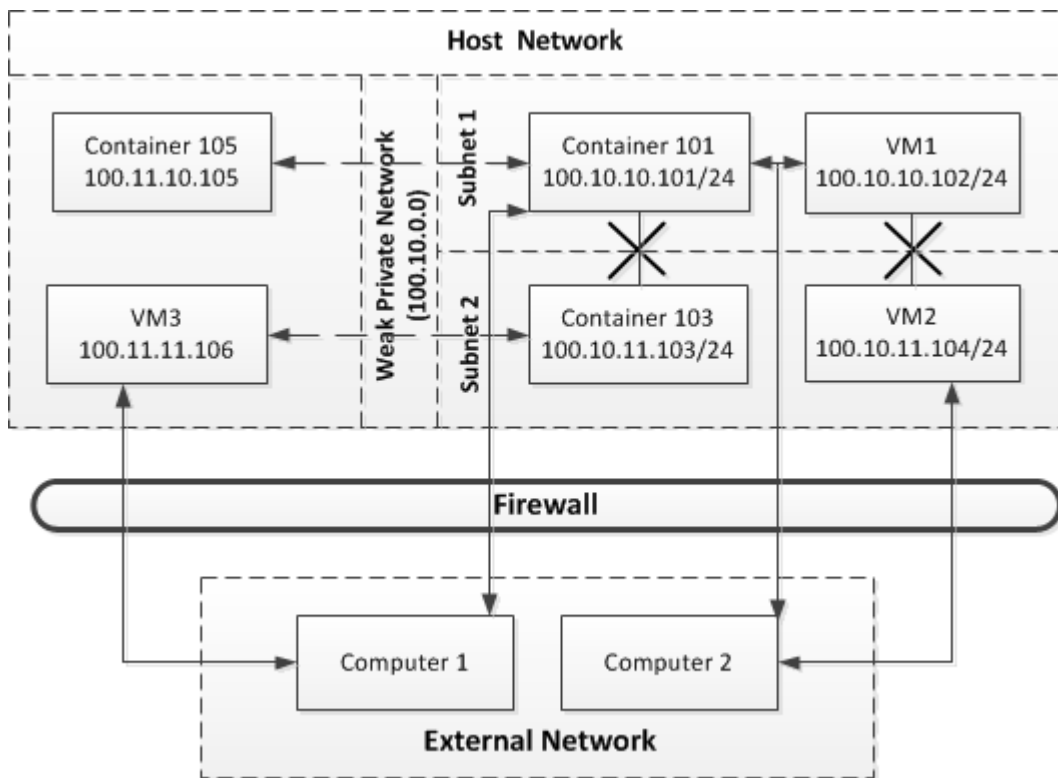 Host  Network
Container 105
100.11.10.105
VM3
100.11.11.106
Weak Private Network
(100.10.0.0)
Subnet 1
Subnet 2
Container 101
100.10.10.101/24
VM1
100.10.10.102/24
Container 103
100.10.11.103/24
VM2
100.10.11.104/24
Firewall
Computer 1
Computer 2
External Network